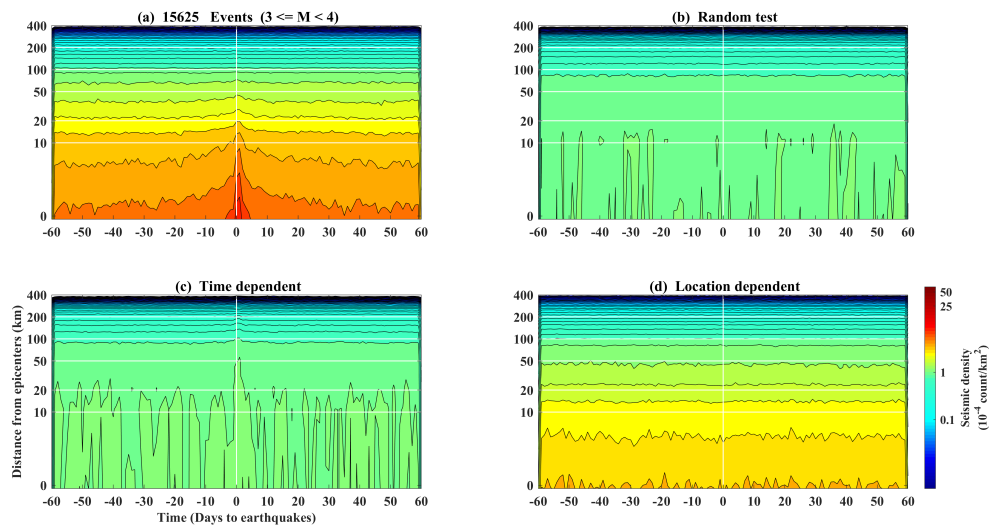 (a) 15625 Events (3 <= M < 4)
400
200
100
50
20
10
0
-60 -50 -40 -30 -20 -10 0 10 20 30 40 50 60
(b) Random test
400
200
100
50
20
10
0
-60 -50 -40 -30 -20 -10 0 10 20 30 40 50 60
(c) Time dependent
Distance from epicenters (km)
400
200
100
50
20
10
0
-60 -50 -40 -30 -20 -10 0 10 20 30 40 50 60
Time (Days to earthquakes)
(d) Location dependent
400
200
100
50
20
10
0
-60 -50 -40 -30 -20 -10 0 10 20 30 40 50 60
50
25
1
0.1
Seismic density
(10⁻⁴ count/km²)